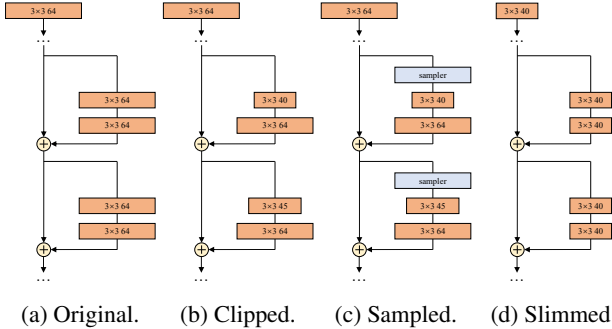 3×3 64 3×3 64 3×3 64 3×3 40
... ... ... ...
sampler
3×3 64 3×3 40 3×3 40 3×3 40
3×3 64 3×3 64 3×3 64 3×3 40
+ + + +
sampler
3×3 64 3×3 45 3×3 45 3×3 40
3×3 64 3×3 64 3×3 64 3×3 40
+ + + +
... ... ... ...
(a) Original. (b) Clipped. (c) Sampled. (d) Slimmed